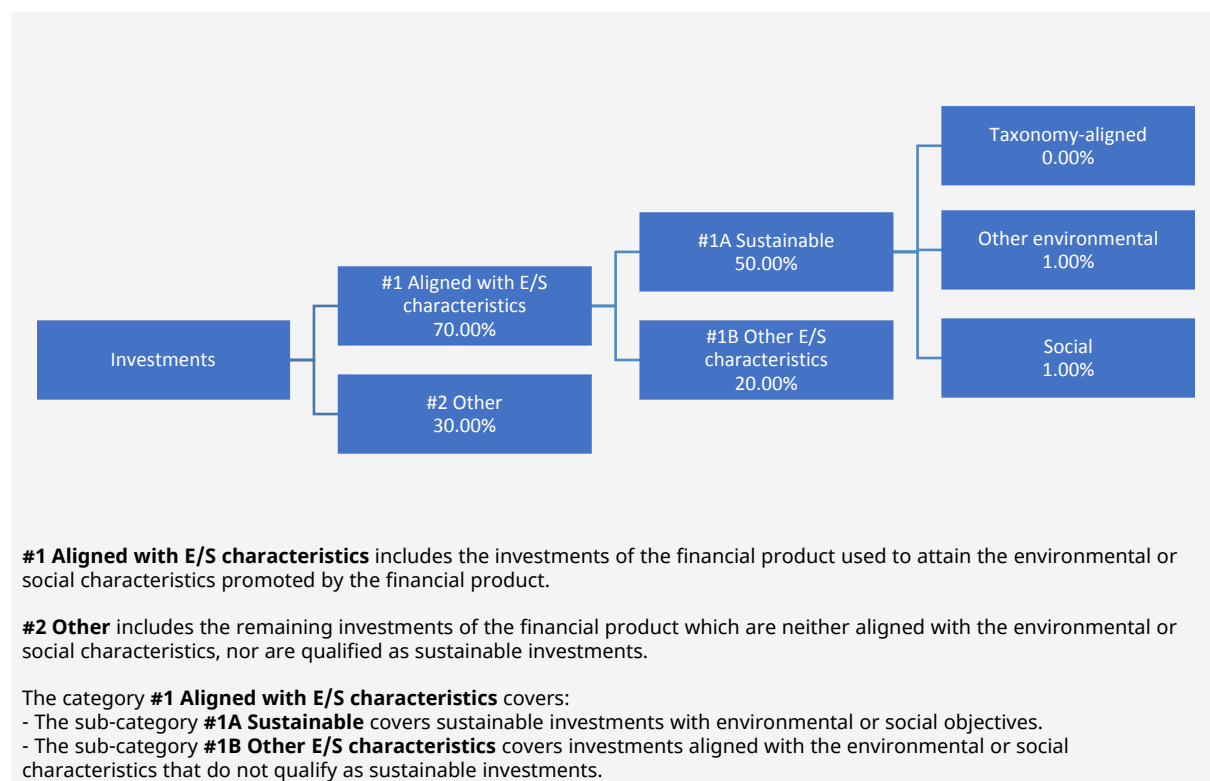 Investments
#1 Aligned with E/S
characteristics
70.00%
#2 Other
30.00%
#1A Sustainable
50.00%
#1B Other E/S
characteristics
20.00%
Taxonomy-aligned
0.00%
Other environmental
1.00%
Social
1.00%
#1 Aligned with E/S characteristics includes the investments of the financial product used to attain the environmental or
social characteristics promoted by the financial product.
#2 Other includes the remaining investments of the financial product which are neither aligned with the environmental or
social characteristics, nor are qualified as sustainable investments.
The category #1 Aligned with E/S characteristics covers:
- The sub-category #1A Sustainable covers sustainable investments with environmental or social objectives.
- The sub-category #1B Other E/S characteristics covers investments aligned with the environmental or social
characteristics that do not qualify as sustainable investments.